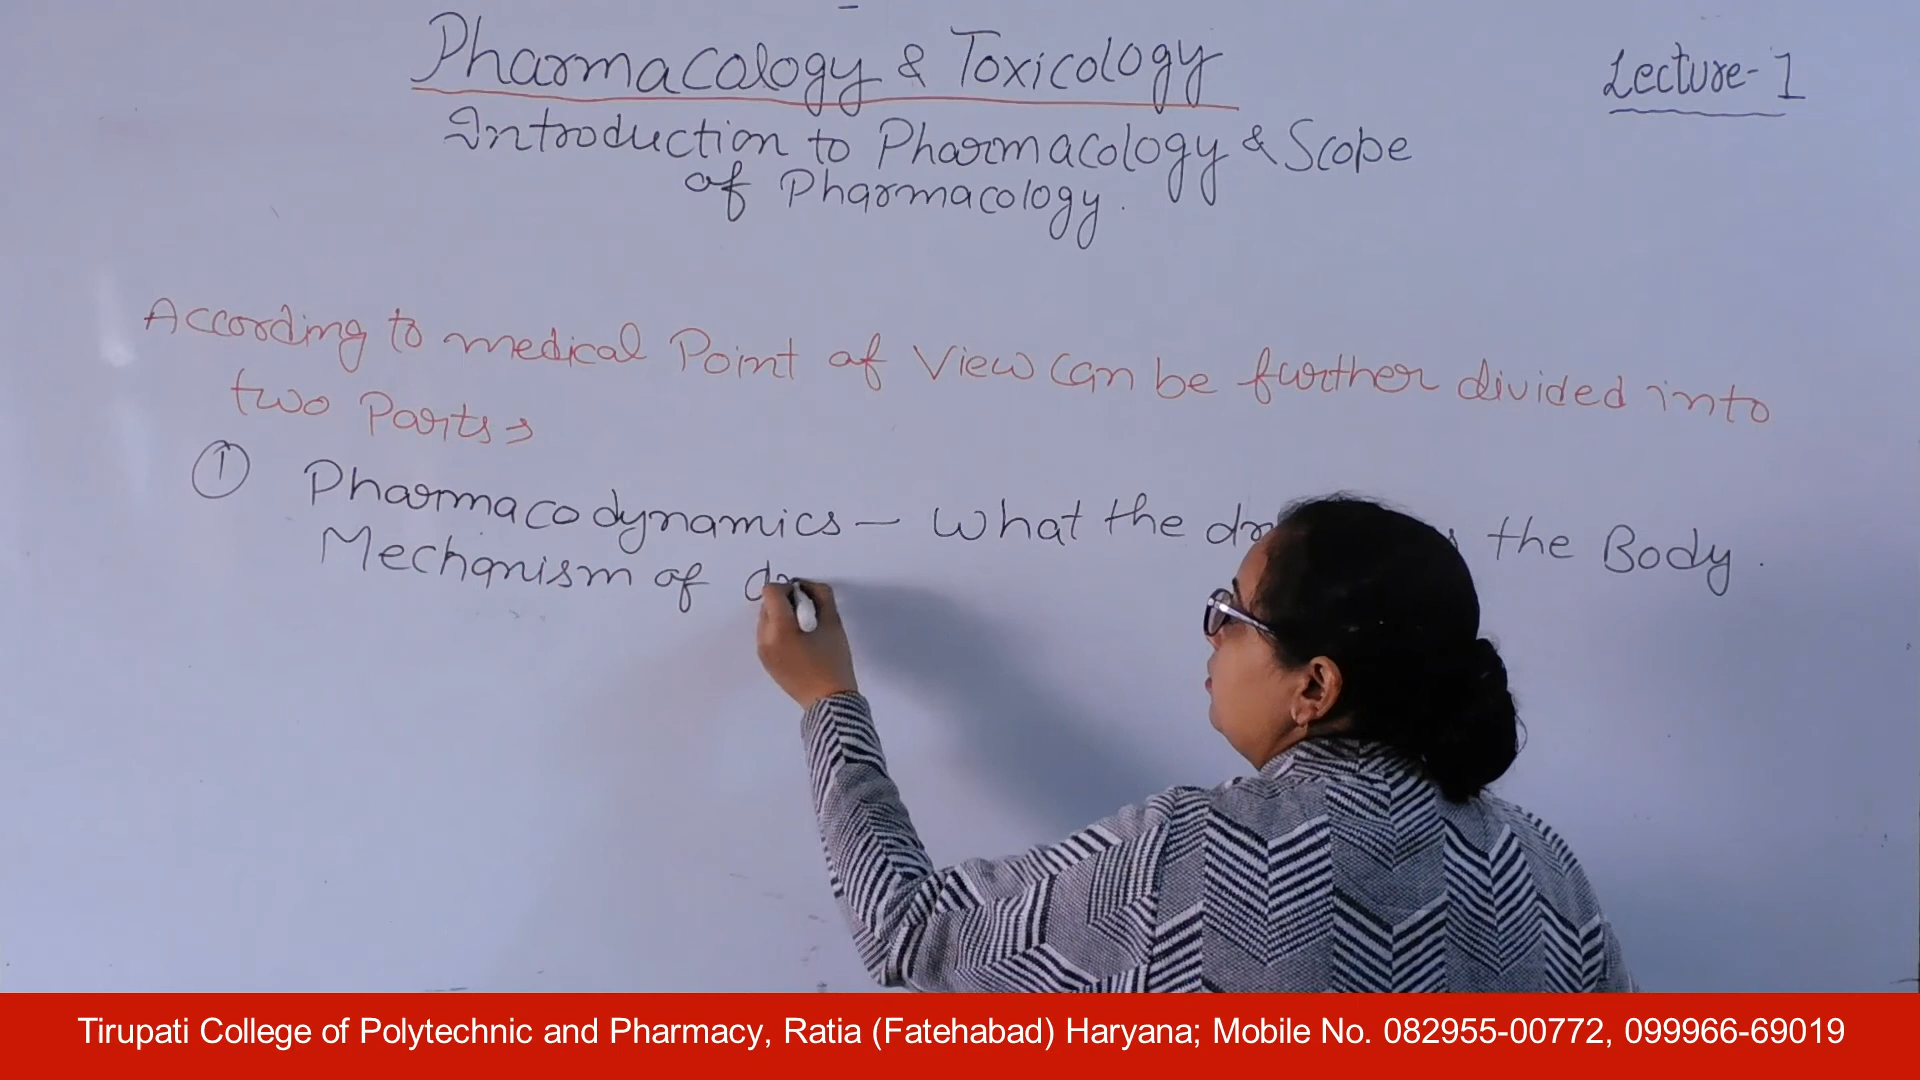 Pharmacology & Toxicology
Lecture-1
Introduction to Pharmacology & Scope
of Pharmacology.
According to medical Point of View can be further divided into
two Parts
① Pharmacodynamics — What the the Body.
Mechanism of
Tirupati College of Polytechnic and Pharmacy, Ratia (Fatehabad) Haryana; Mobile No. 082955-00772, 099966-69019